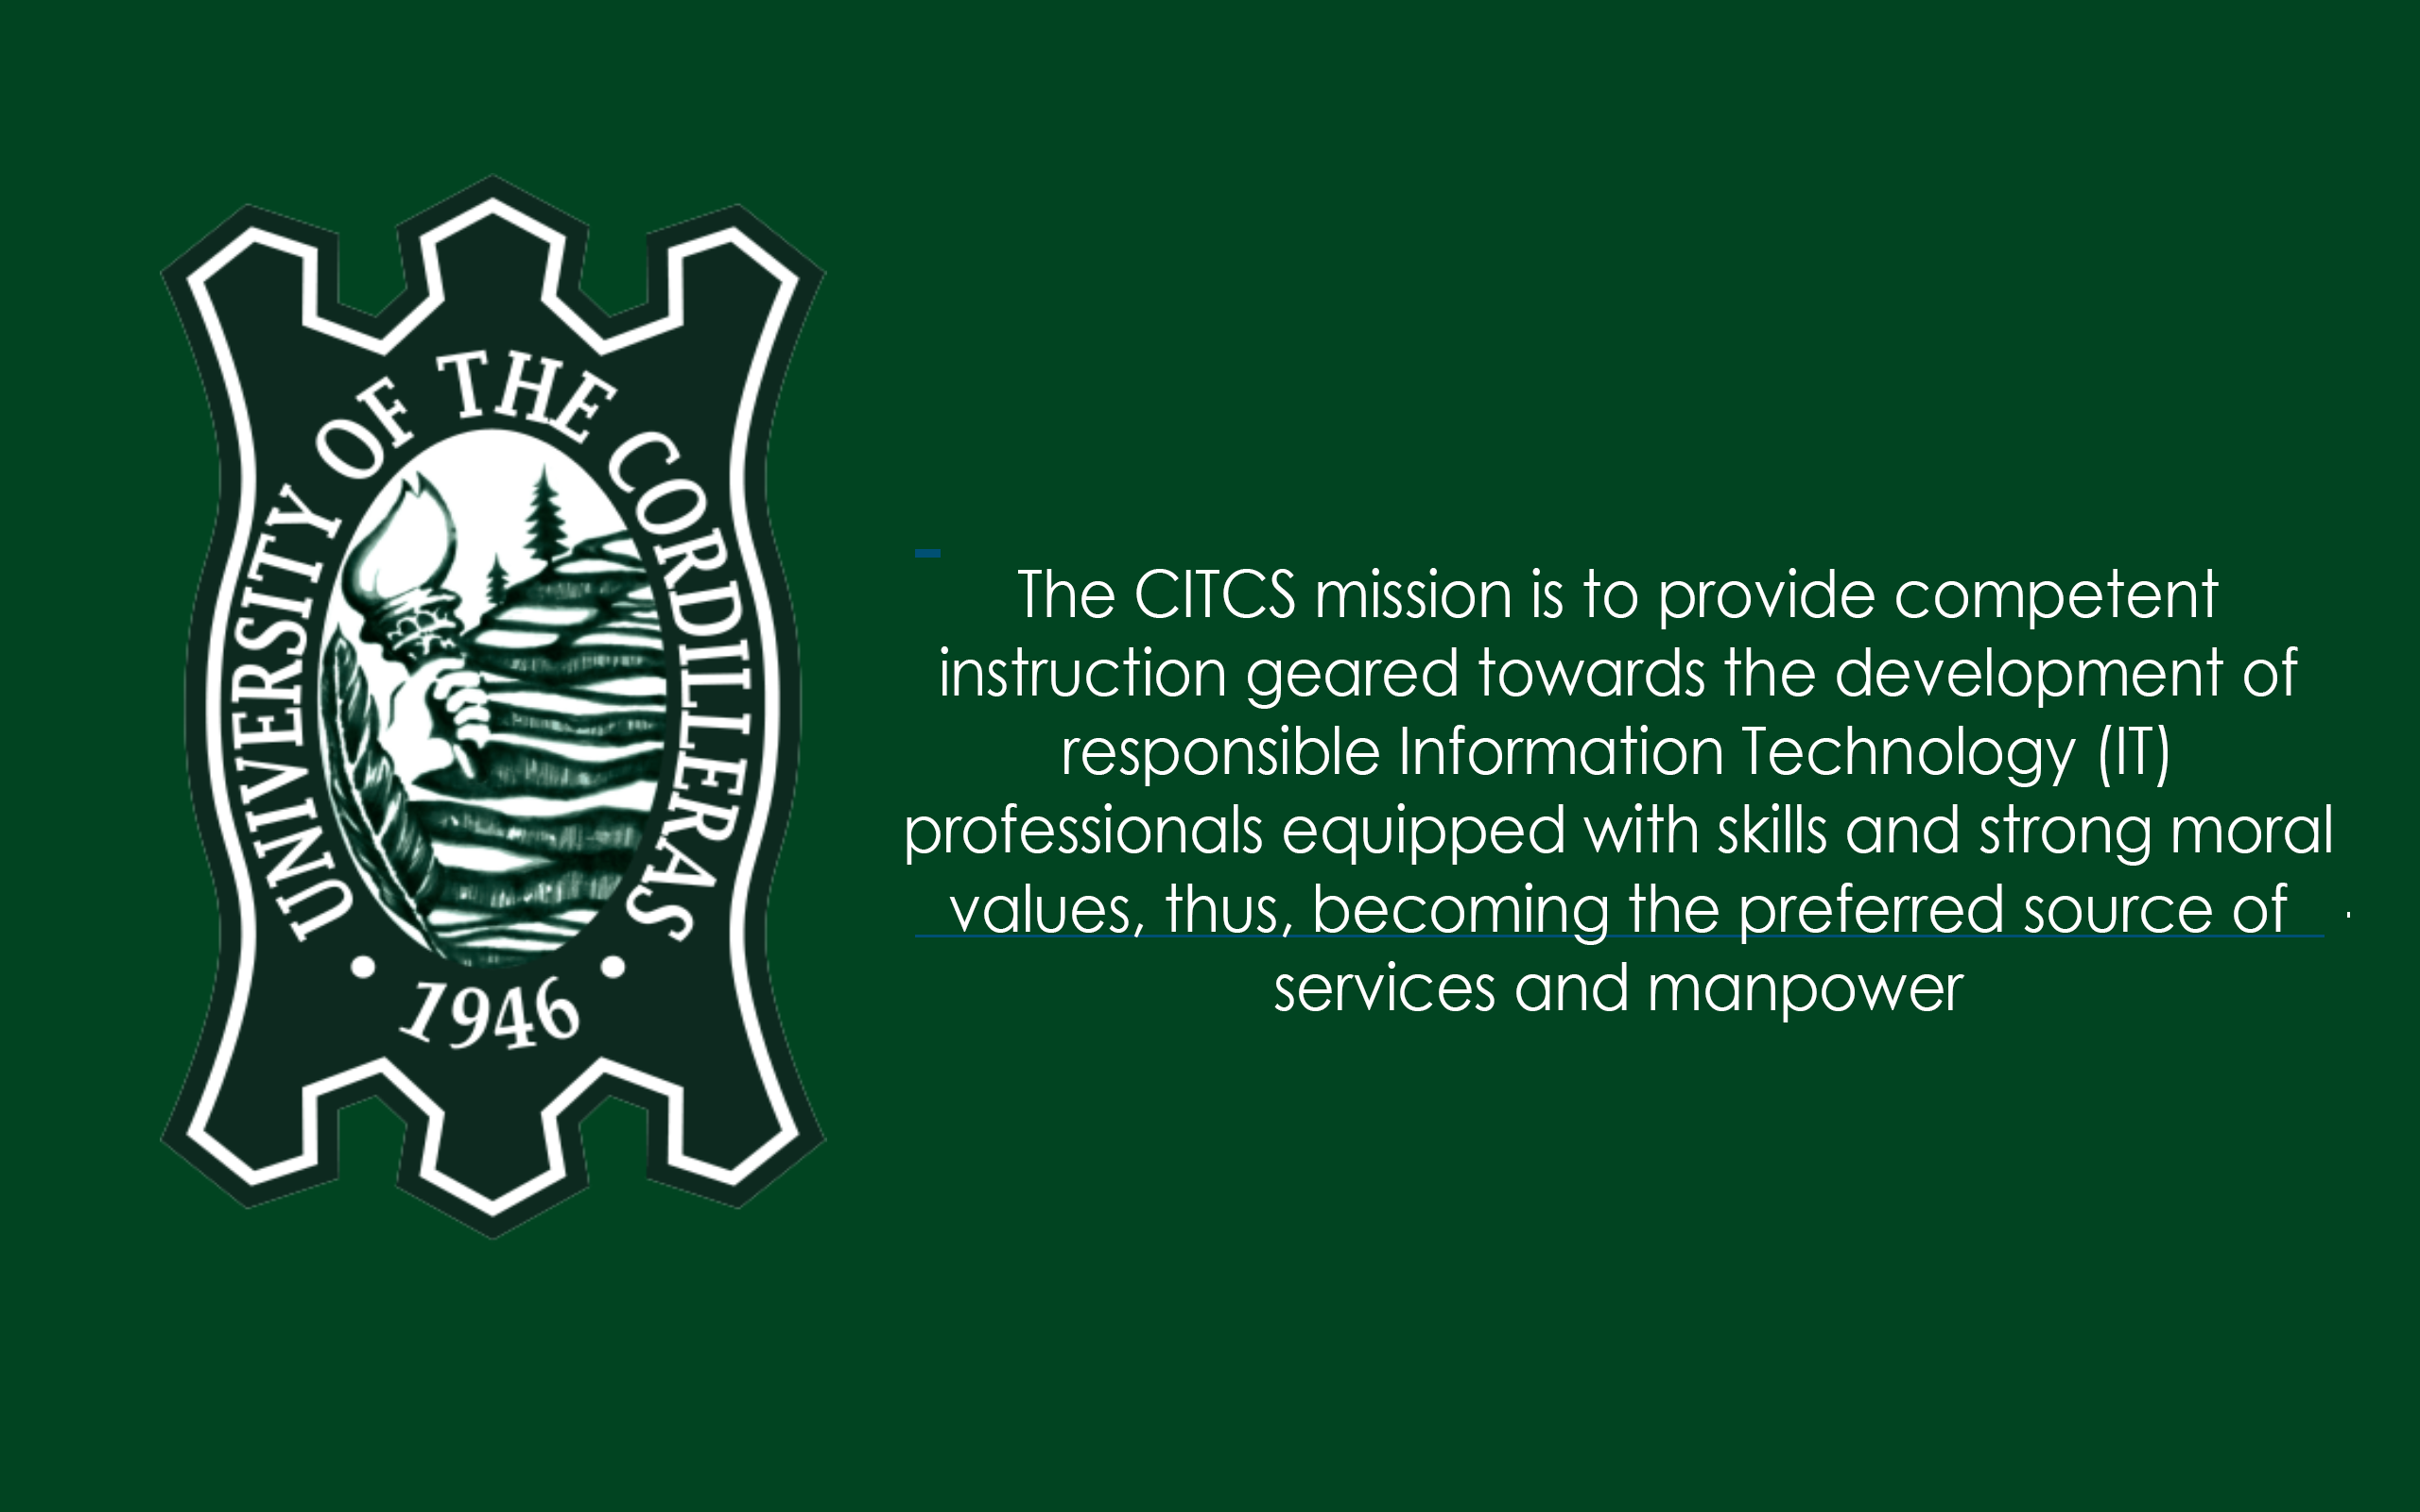 UNIVERSITY OF THE CORDILLERAS
1946
The CITCS mission is to provide competent
instruction geared towards the development of
responsible Information Technology (IT)
professionals equipped with skills and strong moral
values, thus, becoming the preferred source of
services and manpower